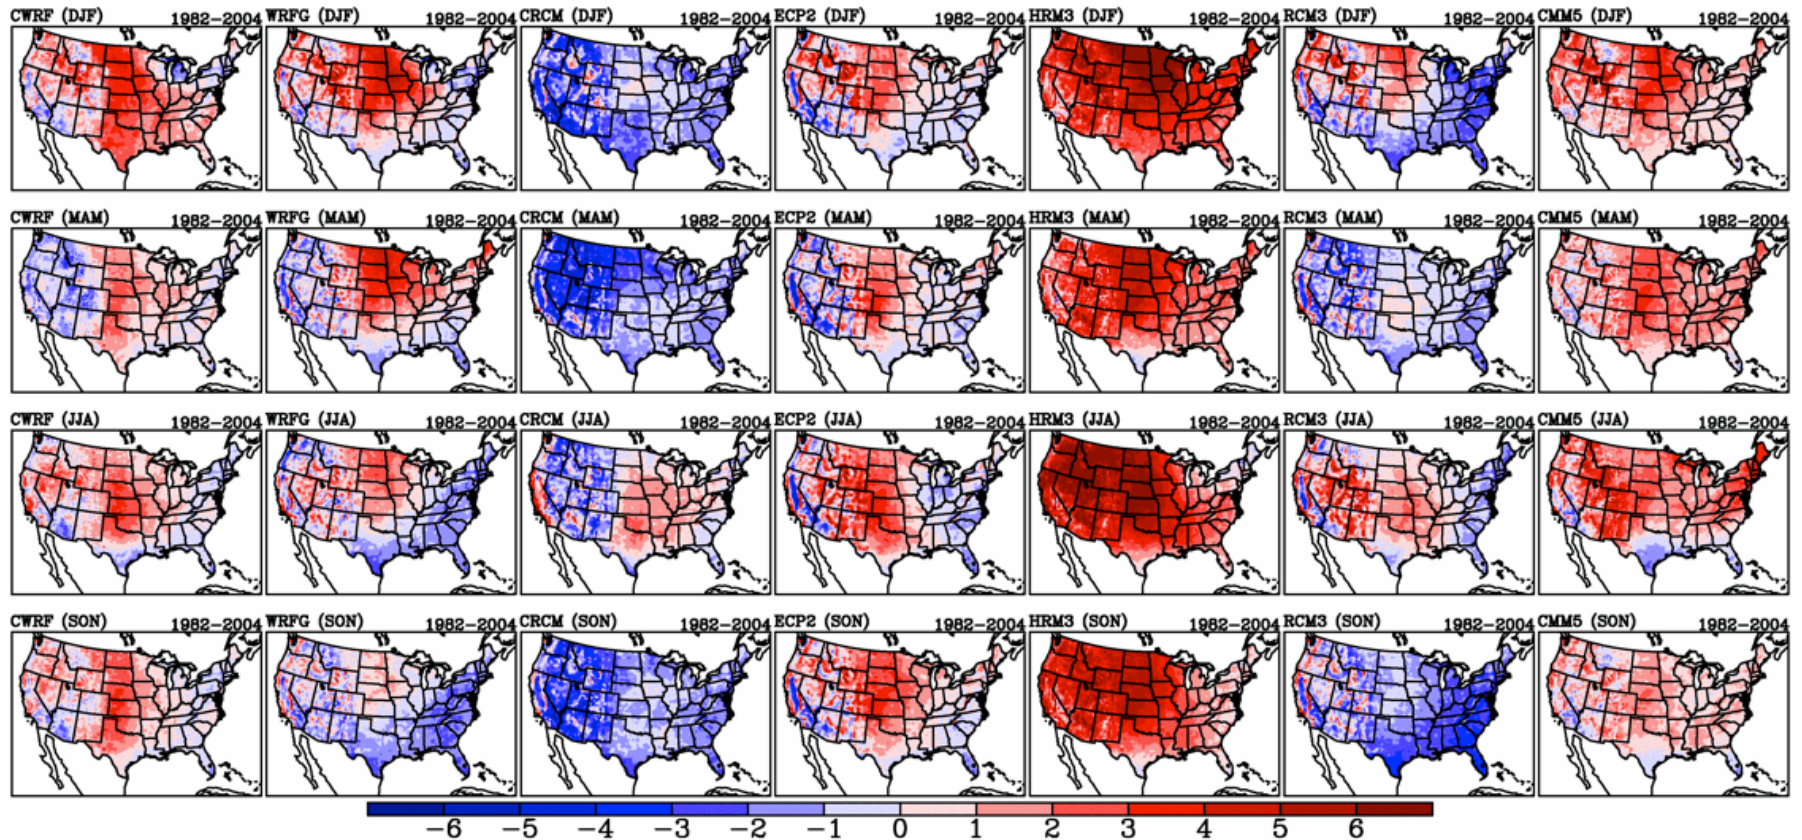 CWRF (DJF) 1982-2004 WRFG (DJF) 1982-2004 CRCM (DJF) 1982-2004 ECP2 (DJF) 1982-2004 HRM3 (DJF) 1982-2004 RCM3 (DJF) 1982-2004 CMM5 (DJF) 1982-2004
CWRF (MAM) 1982-2004 WRFG (MAM) 1982-2004 CRCM (MAM) 1982-2004 ECP2 (MAM) 1982-2004 HRM3 (MAM) 1982-2004 RCM3 (MAM) 1982-2004 CMM5 (MAM) 1982-2004
CWRF (JJA) 1982-2004 WRFG (JJA) 1982-2004 CRCM (JJA) 1982-2004 ECP2 (JJA) 1982-2004 HRM3 (JJA) 1982-2004 RCM3 (JJA) 1982-2004 CMM5 (JJA) 1982-2004
CWRF (SON) 1982-2004 WRFG (SON) 1982-2004 CRCM (SON) 1982-2004 ECP2 (SON) 1982-2004 HRM3 (SON) 1982-2004 RCM3 (SON) 1982-2004 CMM5 (SON) 1982-2004
-6 -5 -4 -3 -2 -1 0 1 2 3 4 5 6